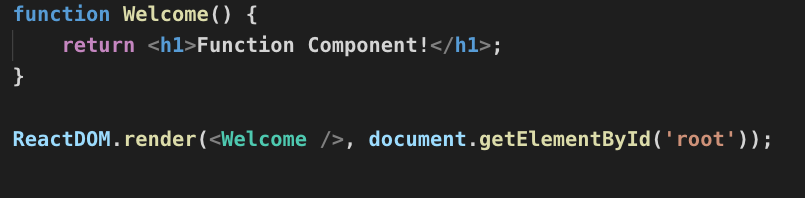 function Welcome() {
    return <h1>Function Component!</h1>;
}
ReactDOM.render(<Welcome />, document.getElementById('root'));